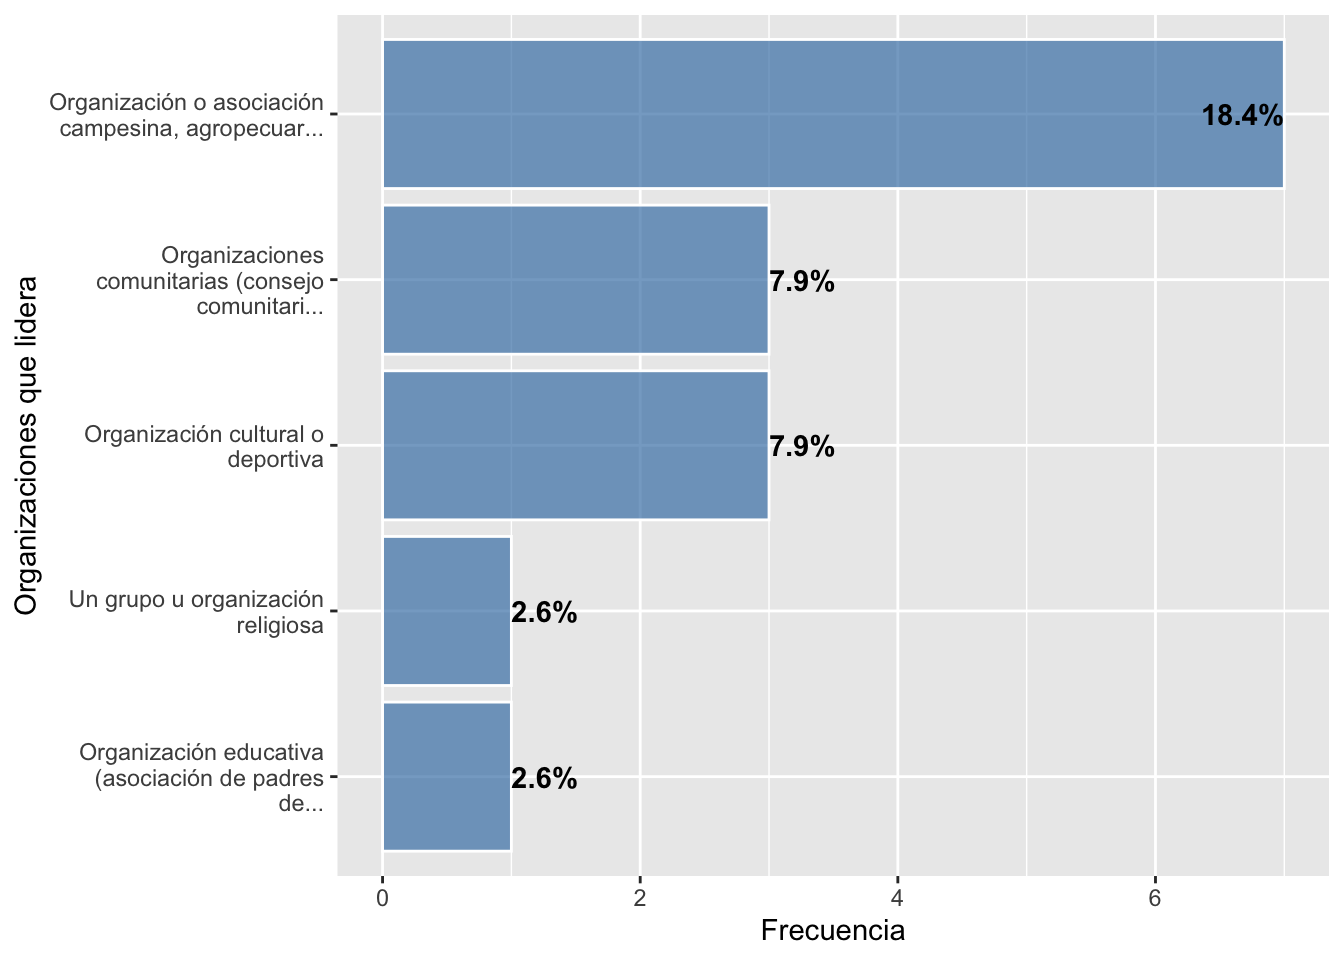 Organización o asociación
campesina, agropecuar...
18.4%
Organizaciones
comunitarias (consejo
comunitari...
7.9%
Organización cultural o
deportiva
7.9%
Un grupo u organización
religiosa
2.6%
Organización educativa
(asociación de padres
de...
2.6%
Organizaciones que lidera
0 2 4 6
Frecuencia